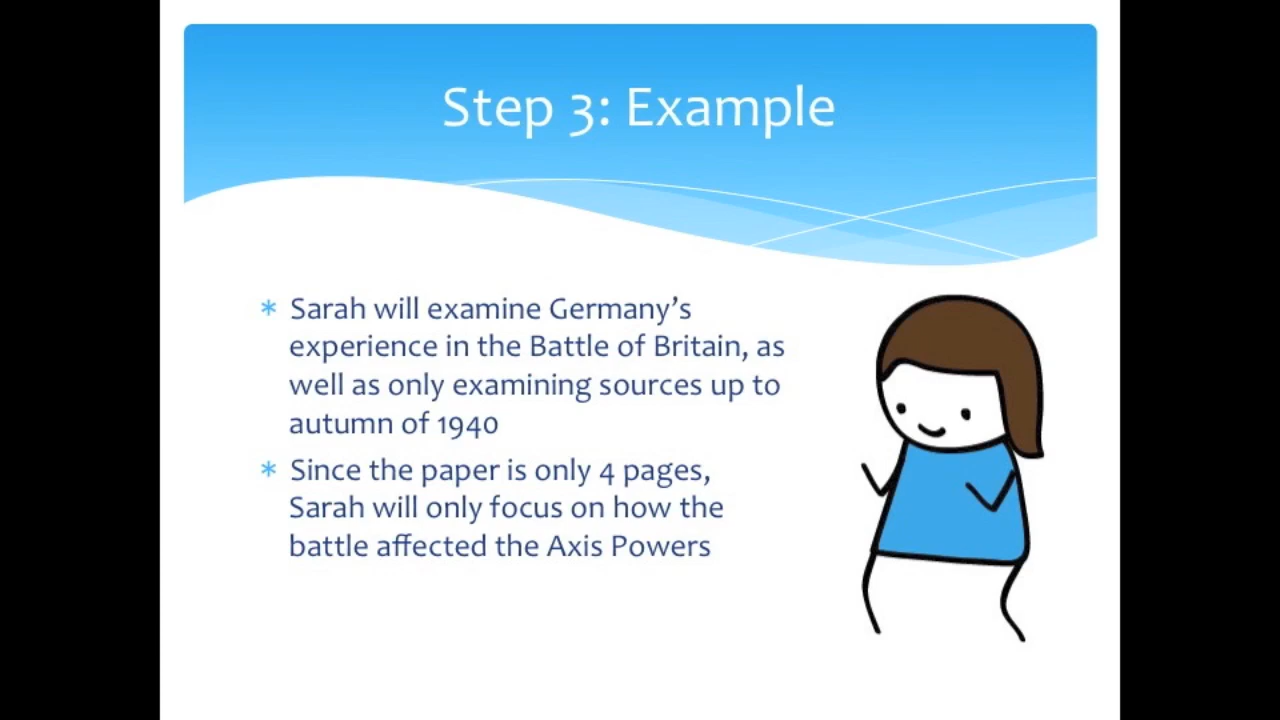 Step 3: Example
* Sarah will examine Germany’s
experience in the Battle of Britain, as
well as only examining sources up to
autumn of 1940
* Since the paper is only 4 pages,
Sarah will only focus on how the
battle affected the Axis Powers